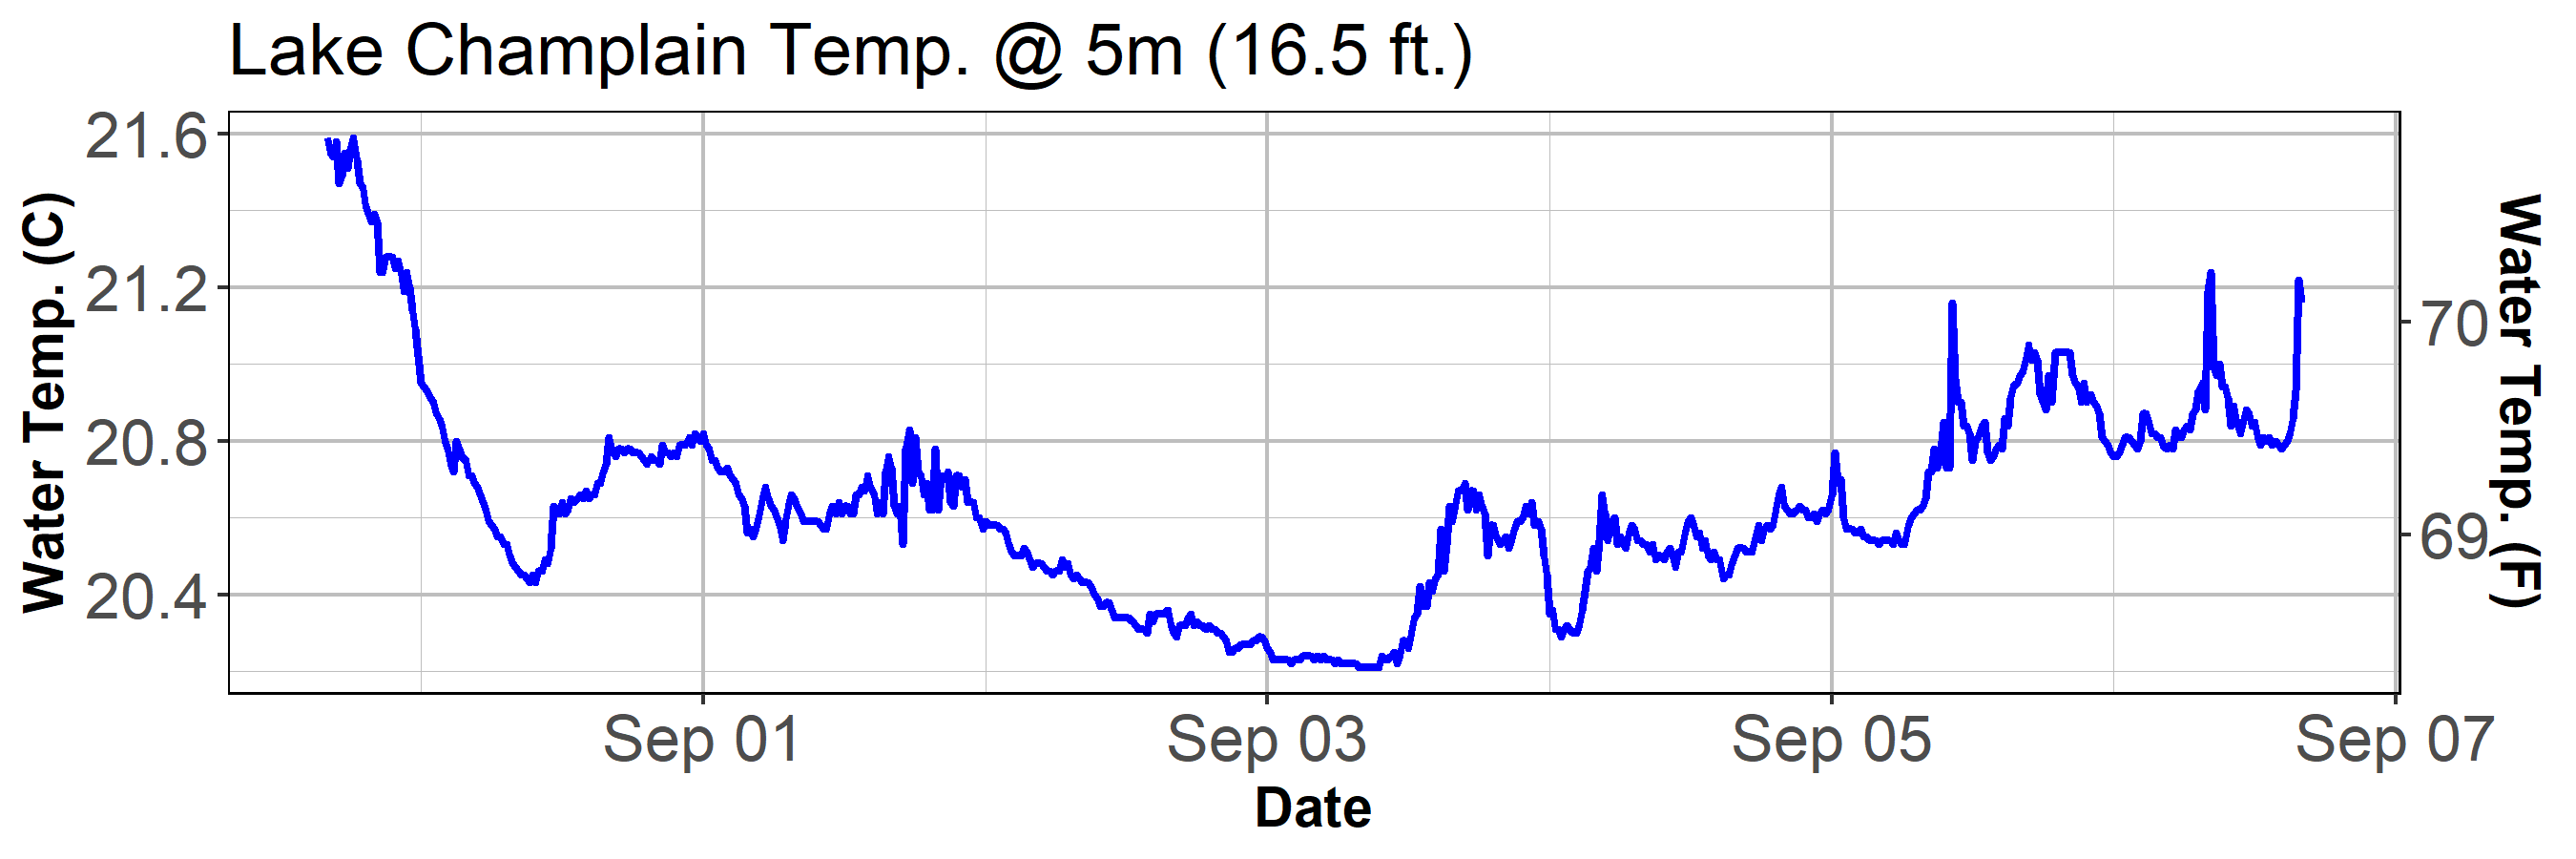 Lake Champlain Temp. @ 5m (16.5 ft.)
Water Temp. (C)
21.6
21.2
20.8
20.4
70
69
Water Temp. (F)
Sep 01 Sep 03 Sep 05 Sep 07
Date